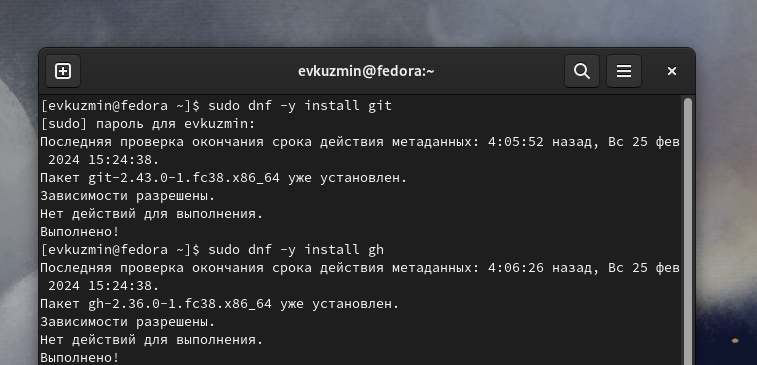 evkuzmin@fedora:~
[evkuzmin@fedora ~]$ sudo dnf -y install git
[sudo] пароль для evkuzmin:
Последняя проверка окончания срока действия метаданных: 4:05:52 назад, Вс 25 фев
2024 15:24:38.
Пакет git-2.43.0-1.fc38.x86_64 уже установлен.
Зависимости разрешены.
Нет действий для выполнения.
Выполнено!
[evkuzmin@fedora ~]$ sudo dnf -y install gh
Последняя проверка окончания срока действия метаданных: 4:06:26 назад, Вс 25 фев
2024 15:24:38.
Пакет gh-2.36.0-1.fc38.x86_64 уже установлен.
Зависимости разрешены.
Нет действий для выполнения.
Выполнено!